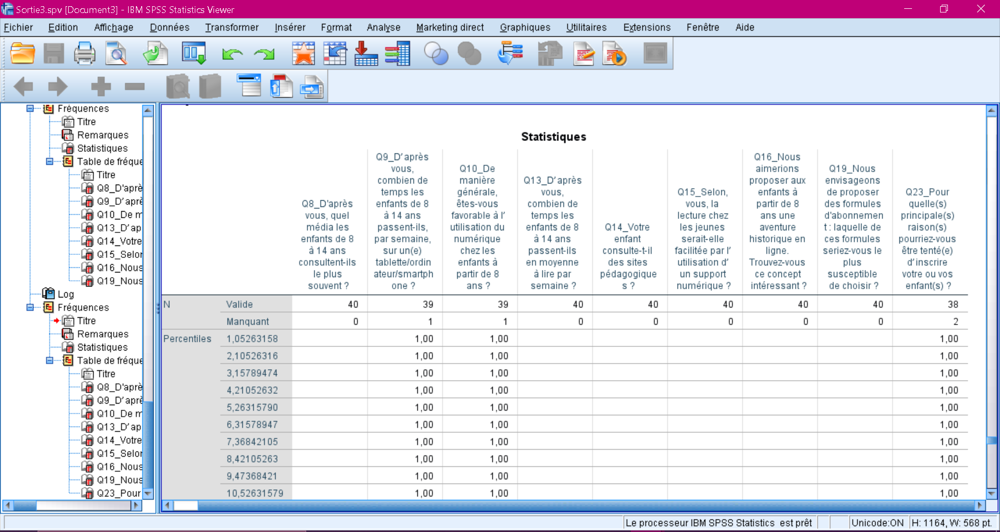 Sortie3.spv [Document3] - IBM SPSS Statistics Viewer
Fichier Edition Affichage Données Transformer Insérer Format Analyse Marketing direct Graphiques Utilitaires Extensions Fenêtre Aide
Fréquences
Titre
Remarques
Statistiques
Table de fréque
Titre
Q8_D'aprè
Q9_D’aprè
Q10_De m
Q13_D’ap
Q14_Votre
Q15_Selor
Q16_Nous
Q19_Nous
Log
Fréquences
Titre
Remarques
Statistiques
Table de fréque
Titre
Q8_D'aprè
Q9_D’aprè
Q10_De m
Q13_D’ap
Q14_Votre
Q15_Selor
Q16_Nous
Q19_Nous
Q23_Pour
Statistiques
Q8_D'après
vous, quel
média les
enfants de 8
à 14 ans
consultent-ils
le plus
souvent ?
Q9_D’après
vous,
combien de
temps les
enfants de 8
à 14 ans
passent-ils,
par semaine,
sur un(e)
tablette/ordin
ateur/smartph
one ?
Q10_De
manière
générale,
êtes-vous
favorable à l’
utilisation du
numérique
chez les
enfants à
partir de 8
ans ?
Q13_D’après
vous,
combien de
temps les
enfants de 8
à 14 ans
passent-ils
en moyenne
à lire par
semaine ?
Q14_Votre
enfant
consulte-t-il
des sites
pédagogique
s ?
Q15_Selon,
vous, la
lecture chez
les jeunes
serait-elle
facilitée par l’
utilisation d’
un support
numérique ?
Q16_Nous
aimerions
proposer aux
enfants à
partir de 8
ans une
aventure
historique en
ligne.
Trouvez-vous
ce concept
intéressant ?
Q19_Nous
envisageons
de proposer
des formules
d'abonnemen
t : laquelle de
ces formules
seriez-vous le
plus
susceptible
de choisir ?
Q23_Pour
quelle(s)
principale(s)
raison(s)
pourriez-vous
être tenté(e)
d’inscrire
votre ou vos
enfant(s) ?
N Valide 40 39 39 40 40 40 40 40 38
Manquant 0 1 1 0 0 0 0 0 2
Percentiles 1,05263158 1,00 1,00 1,00
2,10526316 1,00 1,00 1,00
3,15789474 1,00 1,00 1,00
4,21052632 1,00 1,00 1,00
5,26315790 1,00 1,00 1,00
6,31578947 1,00 1,00 1,00
7,36842105 1,00 1,00 1,00
8,42105263 1,00 1,00 1,00
9,47368421 1,00 1,00 1,00
10,52631579 1,00 1,00 1,00
Le processeur IBM SPSS Statistics est prêt Unicode:ON H: 1164, W: 568 pt.